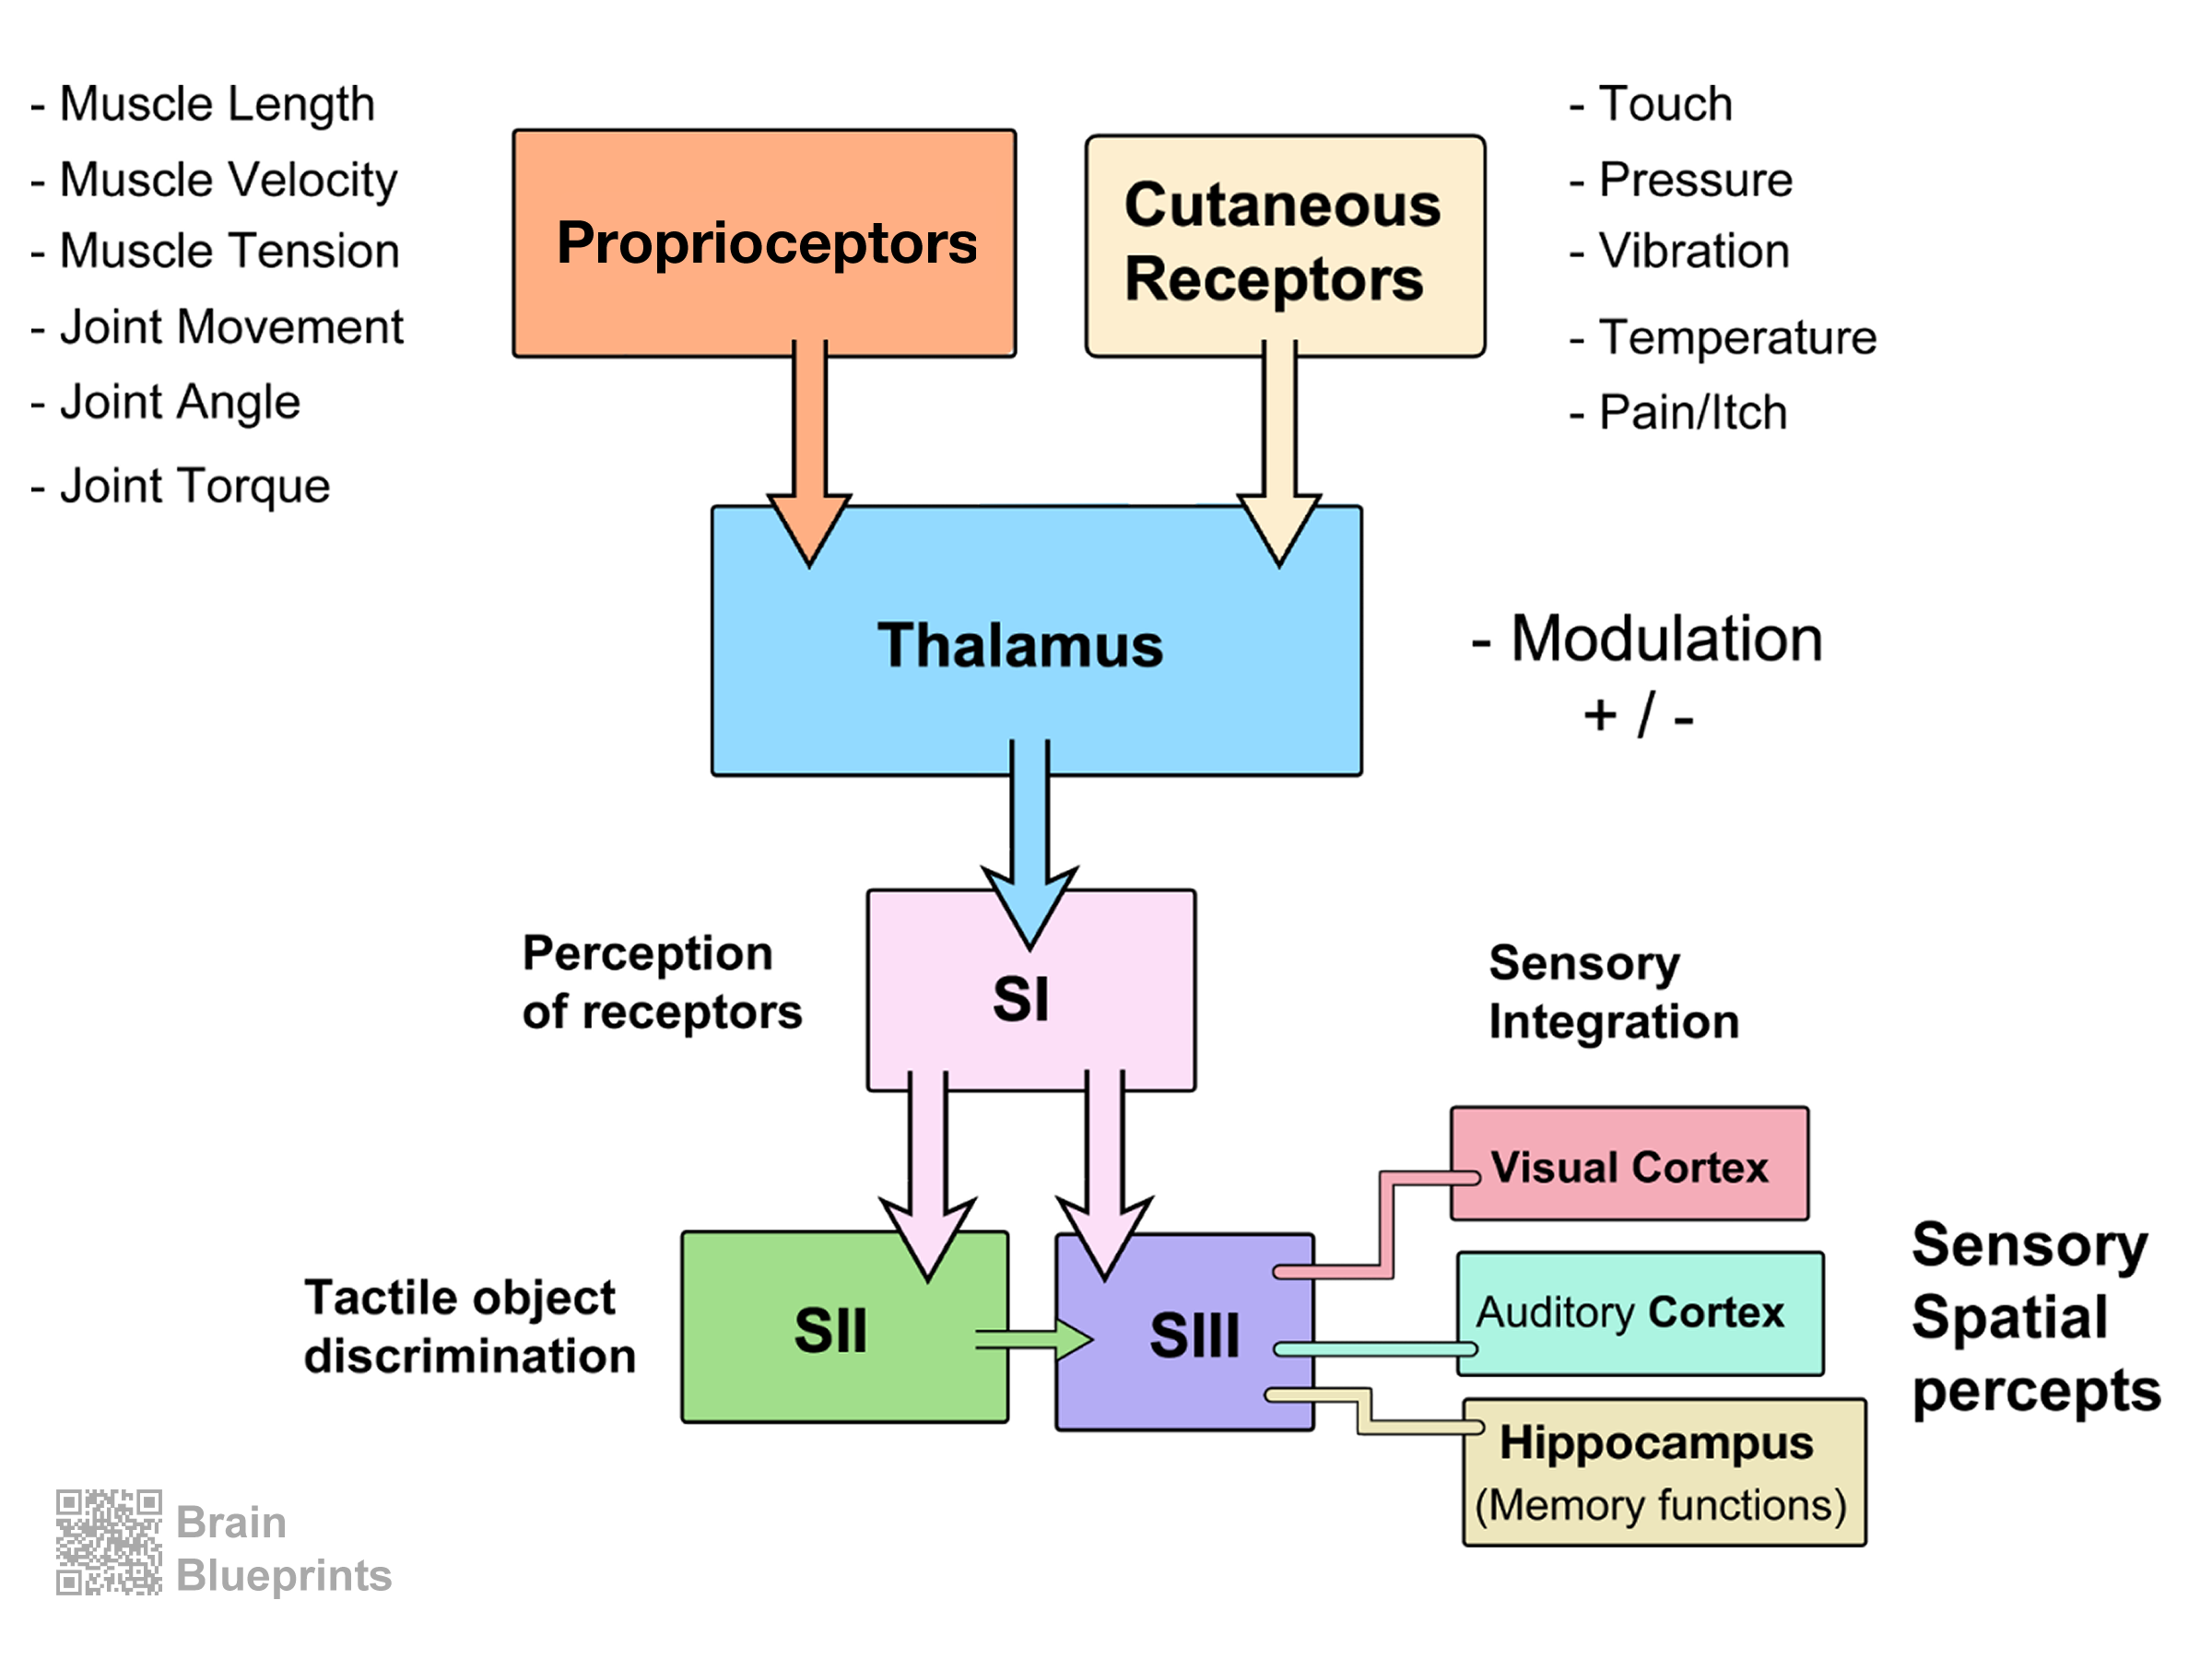 - Muscle Length
- Muscle Velocity
- Muscle Tension
- Joint Movement
- Joint Angle
- Joint Torque
Proprioceptors
Cutaneous
Receptors
- Touch
- Pressure
- Vibration
- Temperature
- Pain/Itch
Thalamus
- Modulation
+ / -
Perception
of receptors
SI
Sensory
Integration
Tactile object
discrimination
SII
SIII
Visual Cortex
Auditory Cortex
Hippocampus
(Memory functions)
Sensory
Spatial
percepts
Brain
Blueprints